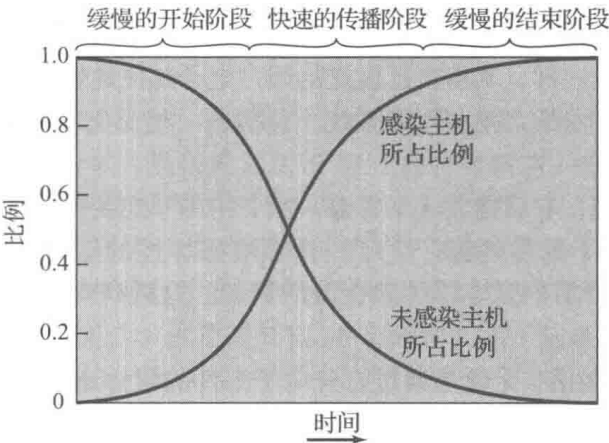 缓慢的开始阶段 快速的传播阶段 缓慢的结束阶段
1.0
0.8
0.6
0.4
0.2
0
比例
感染主机
所占比例
未感染主机
所占比例
时间